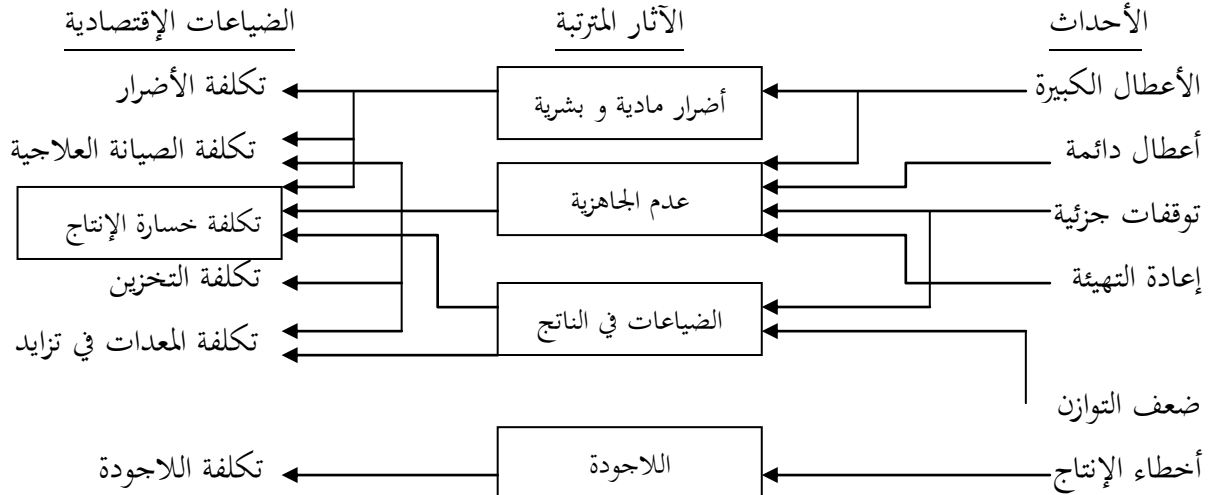 الأحداث الآثار المترتبة الضياعات الإقتصادية
الأعطال الكبيرة أضرار مادية و بشرية تكلفة الأضرار
أعطال دائمة تكلفة الصيانة العلاجية
توقفات جزئية عدم الجاهزية تكلفة خسارة الإنتاج
إعادة التهيئة تكلفة التخزين
الضياعات في الناتج تكلفة المعدات في تزايد
ضعف التوازن
أخطاء الإنتاج اللاجودة تكلفة اللاجودة